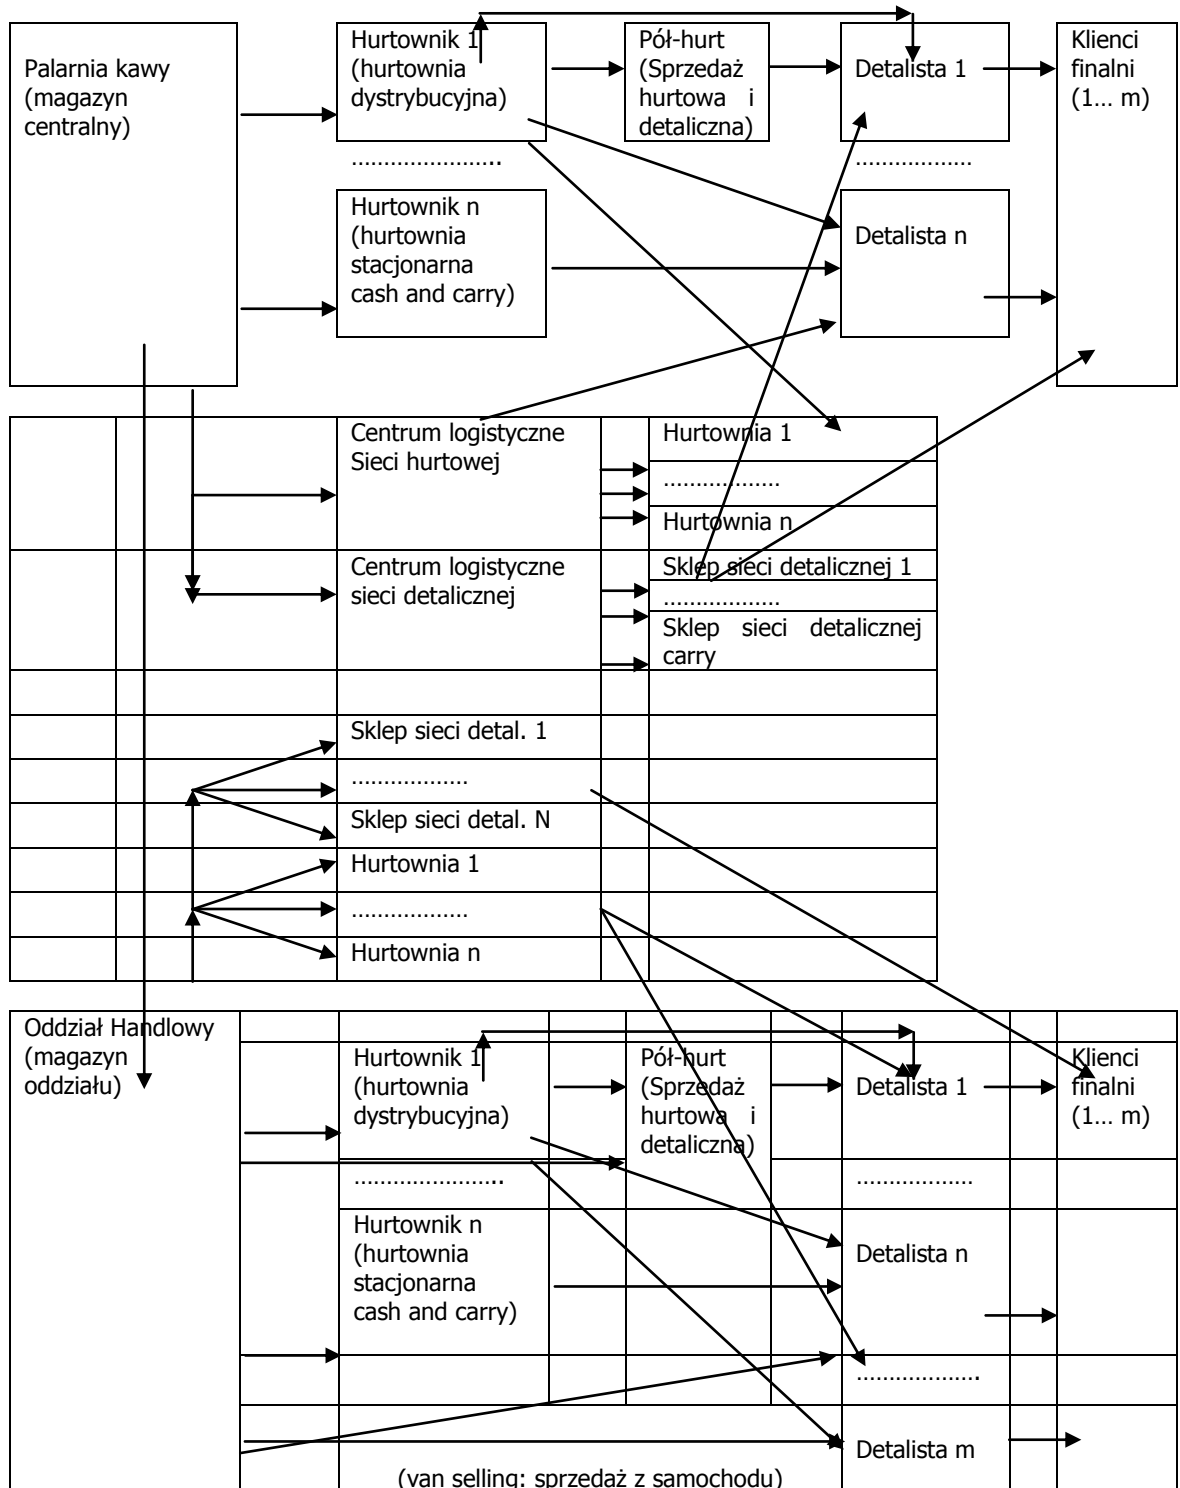 Palarnia kawy
(magazyn
centralny)
Hurtownik 1
(hurtownia
dystrybucyjna)
…………………..
Hurtownik n
(hurtownia
stacjonarna
cash and carry)
Pół-hurt
(Sprzedaż
hurtowa i
detaliczna)
Detalista 1
………………
Detalista n
Klienci
finalni
(1… m)
Centrum logistyczne
Sieci hurtowej
Hurtownia 1
………………
Hurtownia n
Centrum logistyczne
sieci detalicznej
Sklep sieci detalicznej 1
………………
Sklep sieci detalicznej
carry
Sklep sieci detal. 1
………………
Sklep sieci detal. N
Hurtownia 1
………………
Hurtownia n
Oddział Handlowy
(magazyn
oddziału)
Hurtownik 1
(hurtownia
dystrybucyjna)
…………………..
Hurtownik n
(hurtownia
stacjonarna
cash and carry)
Pół-hurt
(Sprzedaż
hurtowa i
detaliczna)
Detalista 1
………………
Detalista n
……………….
Detalista m
Klienci
finalni
(1… m)
(van selling: sprzedaż z samochodu)